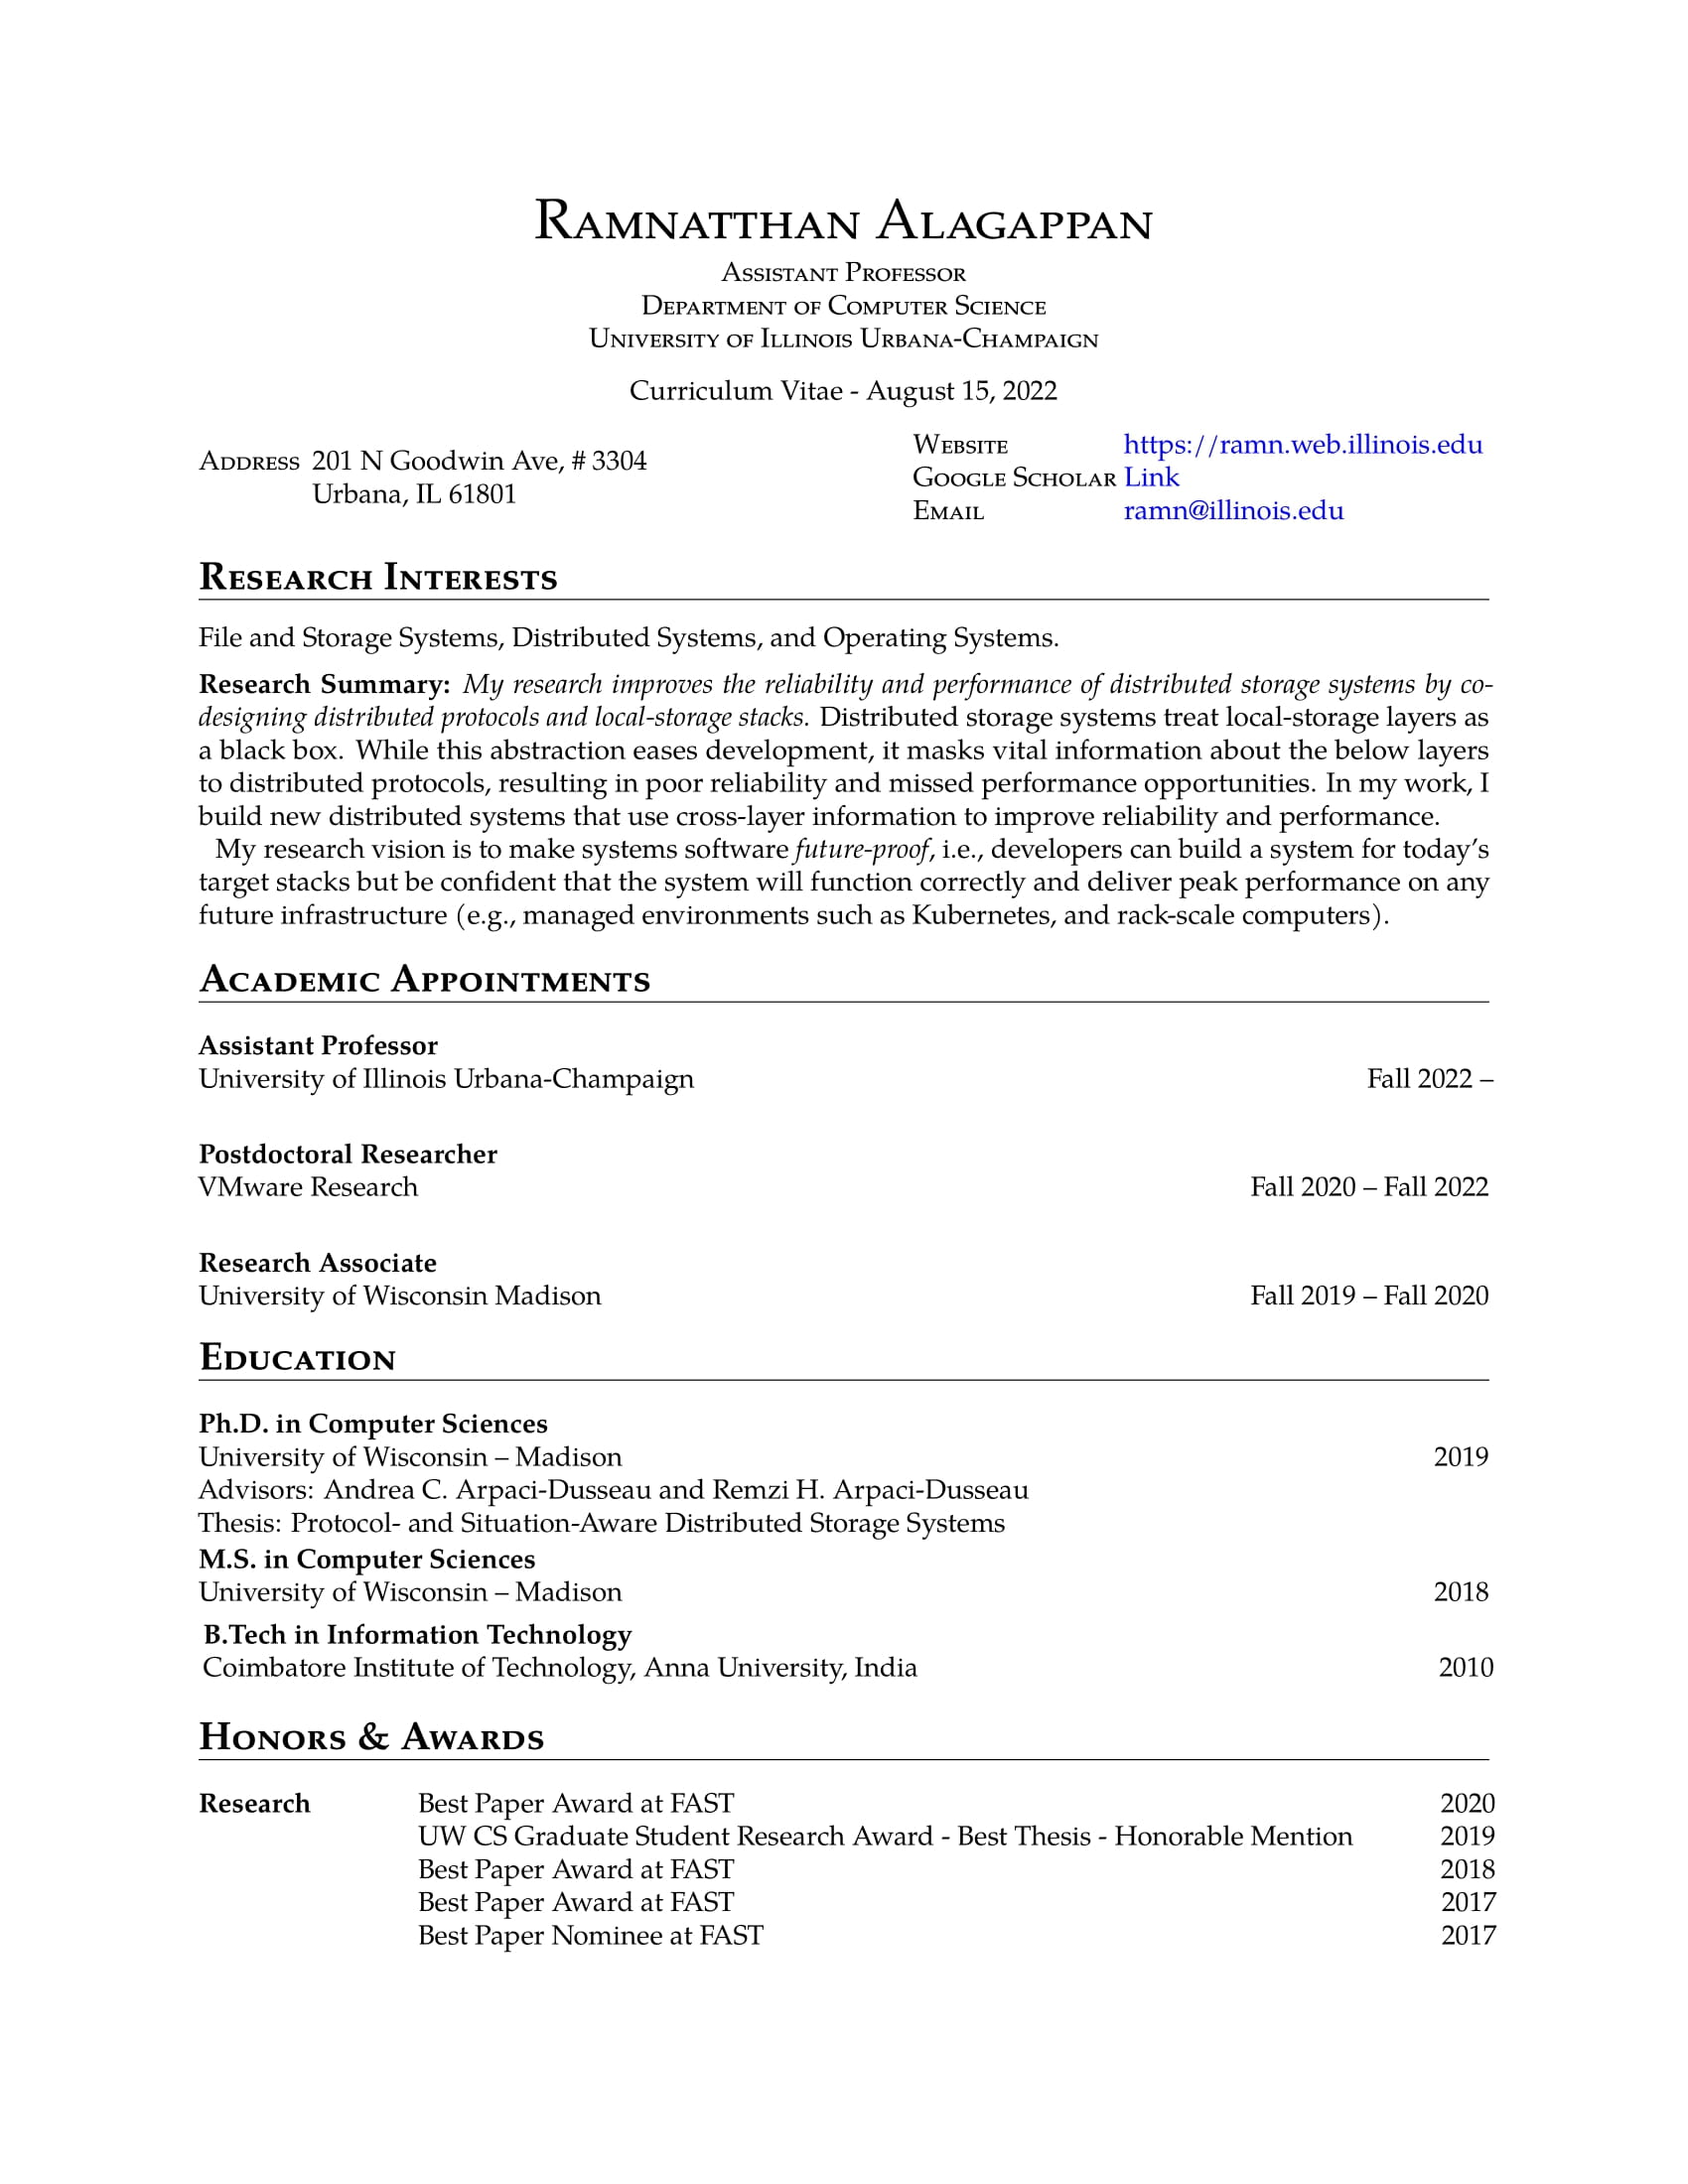 Ramnatthan Alagappan
Assistant Professor
Department of Computer Science
University of Illinois Urbana-Champaign
Curriculum Vitae - August 15, 2022
Address 201 N Goodwin Ave, # 3304
Urbana, IL 61801
Website https://ramn.web.illinois.edu
Google Scholar Link
Email ramn@illinois.edu
Research Interests
File and Storage Systems, Distributed Systems, and Operating Systems.
Research Summary: My research improves the reliability and performance of distributed storage systems by co-
designing distributed protocols and local-storage stacks. Distributed storage systems treat local-storage layers as
a black box. While this abstraction eases development, it masks vital information about the below layers
to distributed protocols, resulting in poor reliability and missed performance opportunities. In my work, I
build new distributed systems that use cross-layer information to improve reliability and performance.
My research vision is to make systems software future-proof, i.e., developers can build a system for today's
target stacks but be confident that the system will function correctly and deliver peak performance on any
future infrastructure (e.g., managed environments such as Kubernetes, and rack-scale computers).
Academic Appointments
Assistant Professor
University of Illinois Urbana-Champaign Fall 2022 –
Postdoctoral Researcher
VMware Research Fall 2020 – Fall 2022
Research Associate
University of Wisconsin Madison Fall 2019 – Fall 2020
Education
Ph.D. in Computer Sciences
University of Wisconsin – Madison 2019
Advisors: Andrea C. Arpaci-Dusseau and Remzi H. Arpaci-Dusseau
Thesis: Protocol- and Situation-Aware Distributed Storage Systems
M.S. in Computer Sciences
University of Wisconsin – Madison 2018
B.Tech in Information Technology
Coimbatore Institute of Technology, Anna University, India 2010
Honors & Awards
Research Best Paper Award at FAST 2020
UW CS Graduate Student Research Award - Best Thesis - Honorable Mention 2019
Best Paper Award at FAST 2018
Best Paper Award at FAST 2017
Best Paper Nominee at FAST 2017